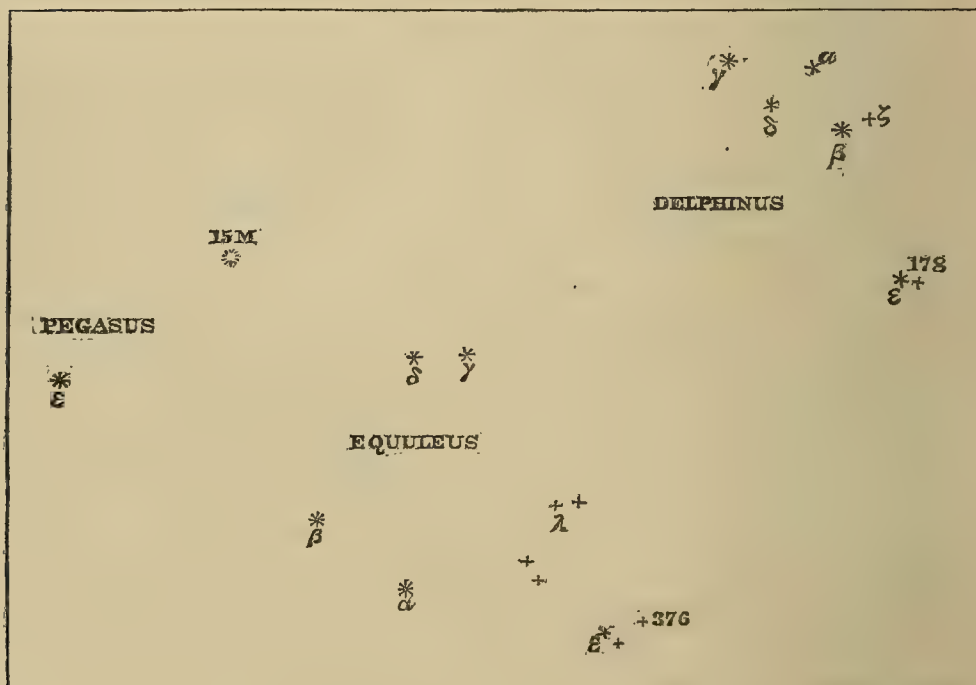 γ
α
δ
ζ
β
DELPHINUS
15 M
178
ε
PEGASUS
ε
δ γ
EQUULEUS
λ
β
α
376
ε